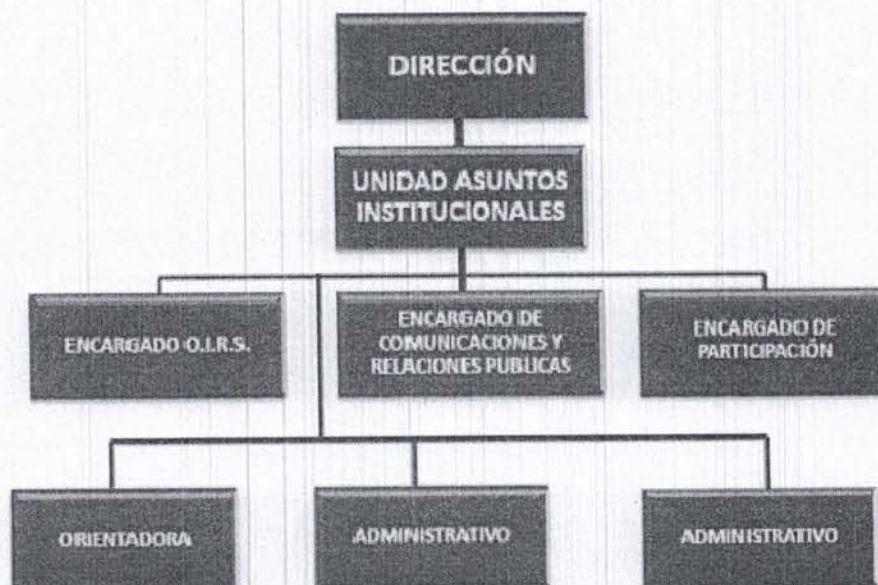 DIRECCIÓN
UNIDAD ASUNTOS
INSTITUCIONALES
ENCARGADO O.I.R.S.
ENCARGADO DE
COMUNICACIONES Y
RELACIONES PUBLICAS
ENCARGADO DE
PARTICIPACIÓN
ORIENTADORA
ADMINISTRATIVO
ADMINISTRATIVO